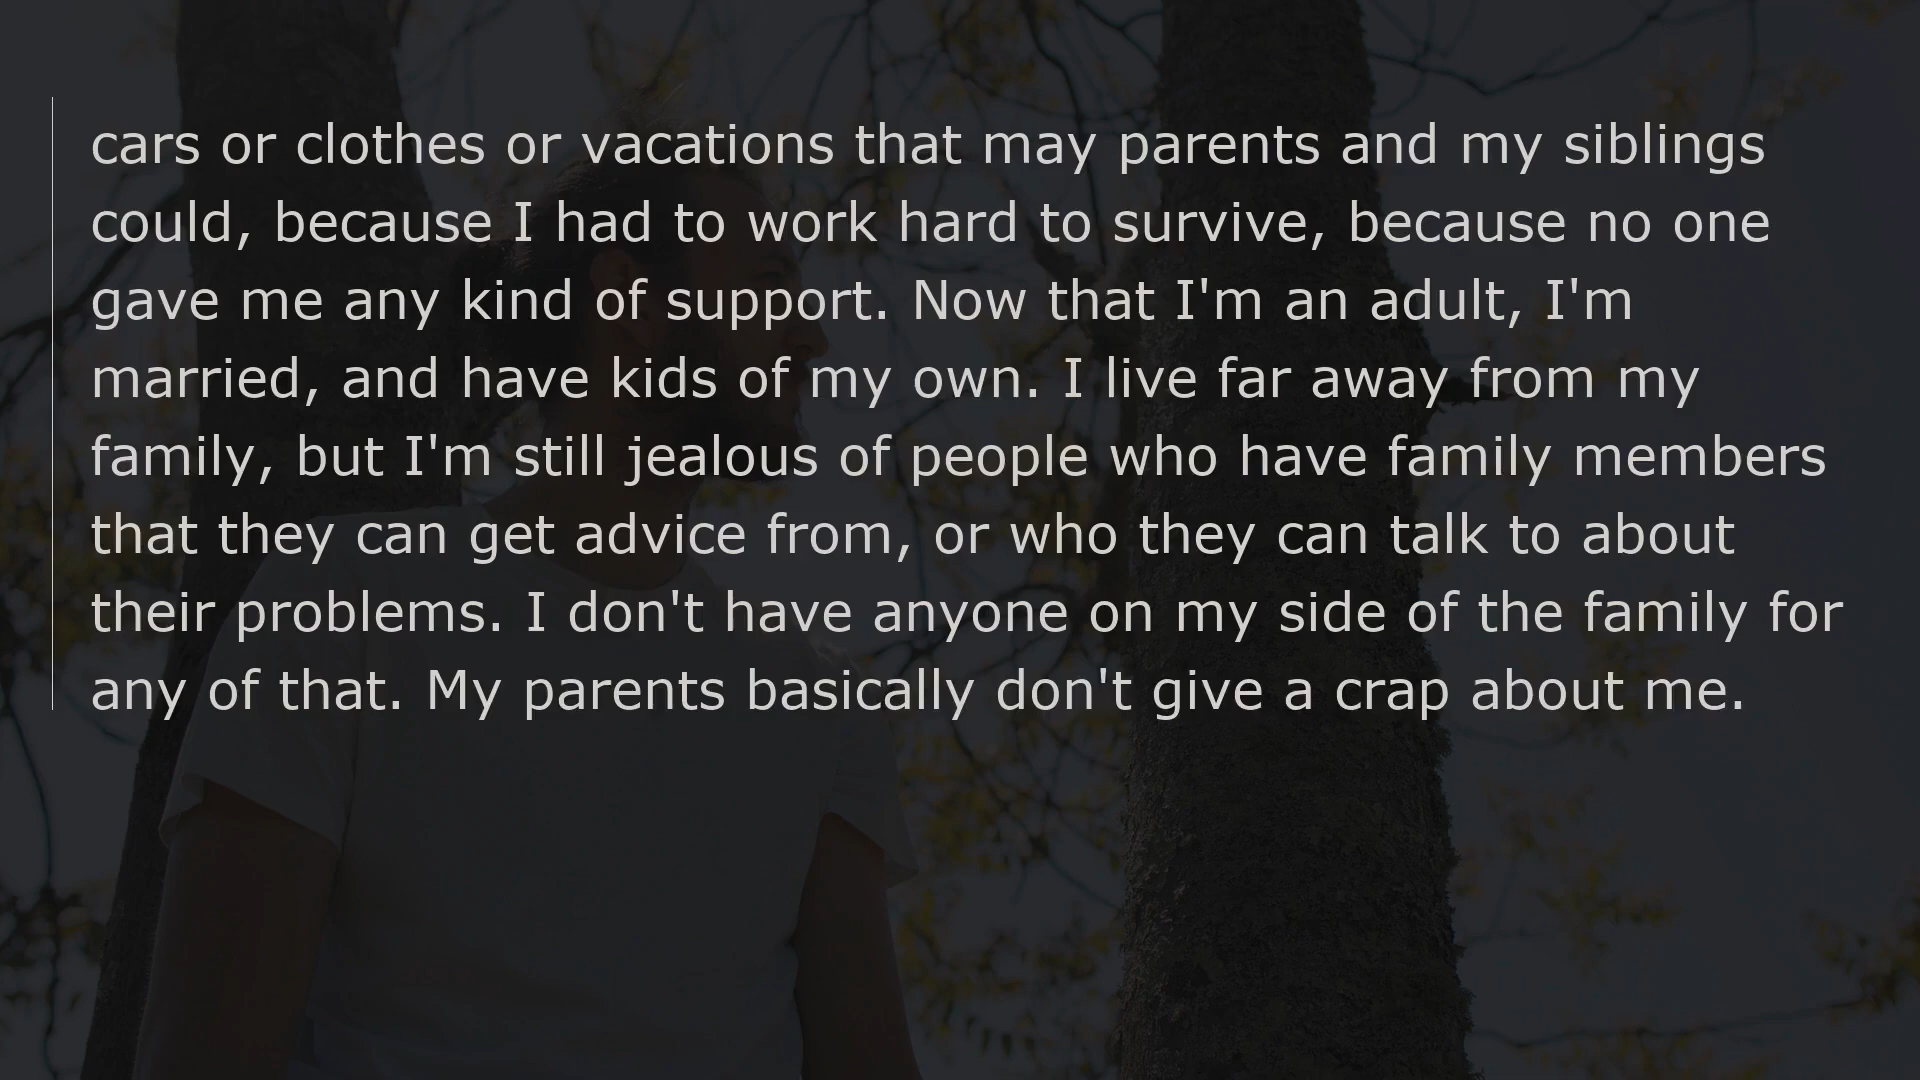 cars or clothes or vacations that may parents and my siblings
could, because I had to work hard to survive, because no one
gave me any kind of support. Now that I'm an adult, I'm
married, and have kids of my own. I live far away from my
family, but I'm still jealous of people who have family members
that they can get advice from, or who they can talk to about
their problems. I don't have anyone on my side of the family for
any of that. My parents basically don't give a crap about me.